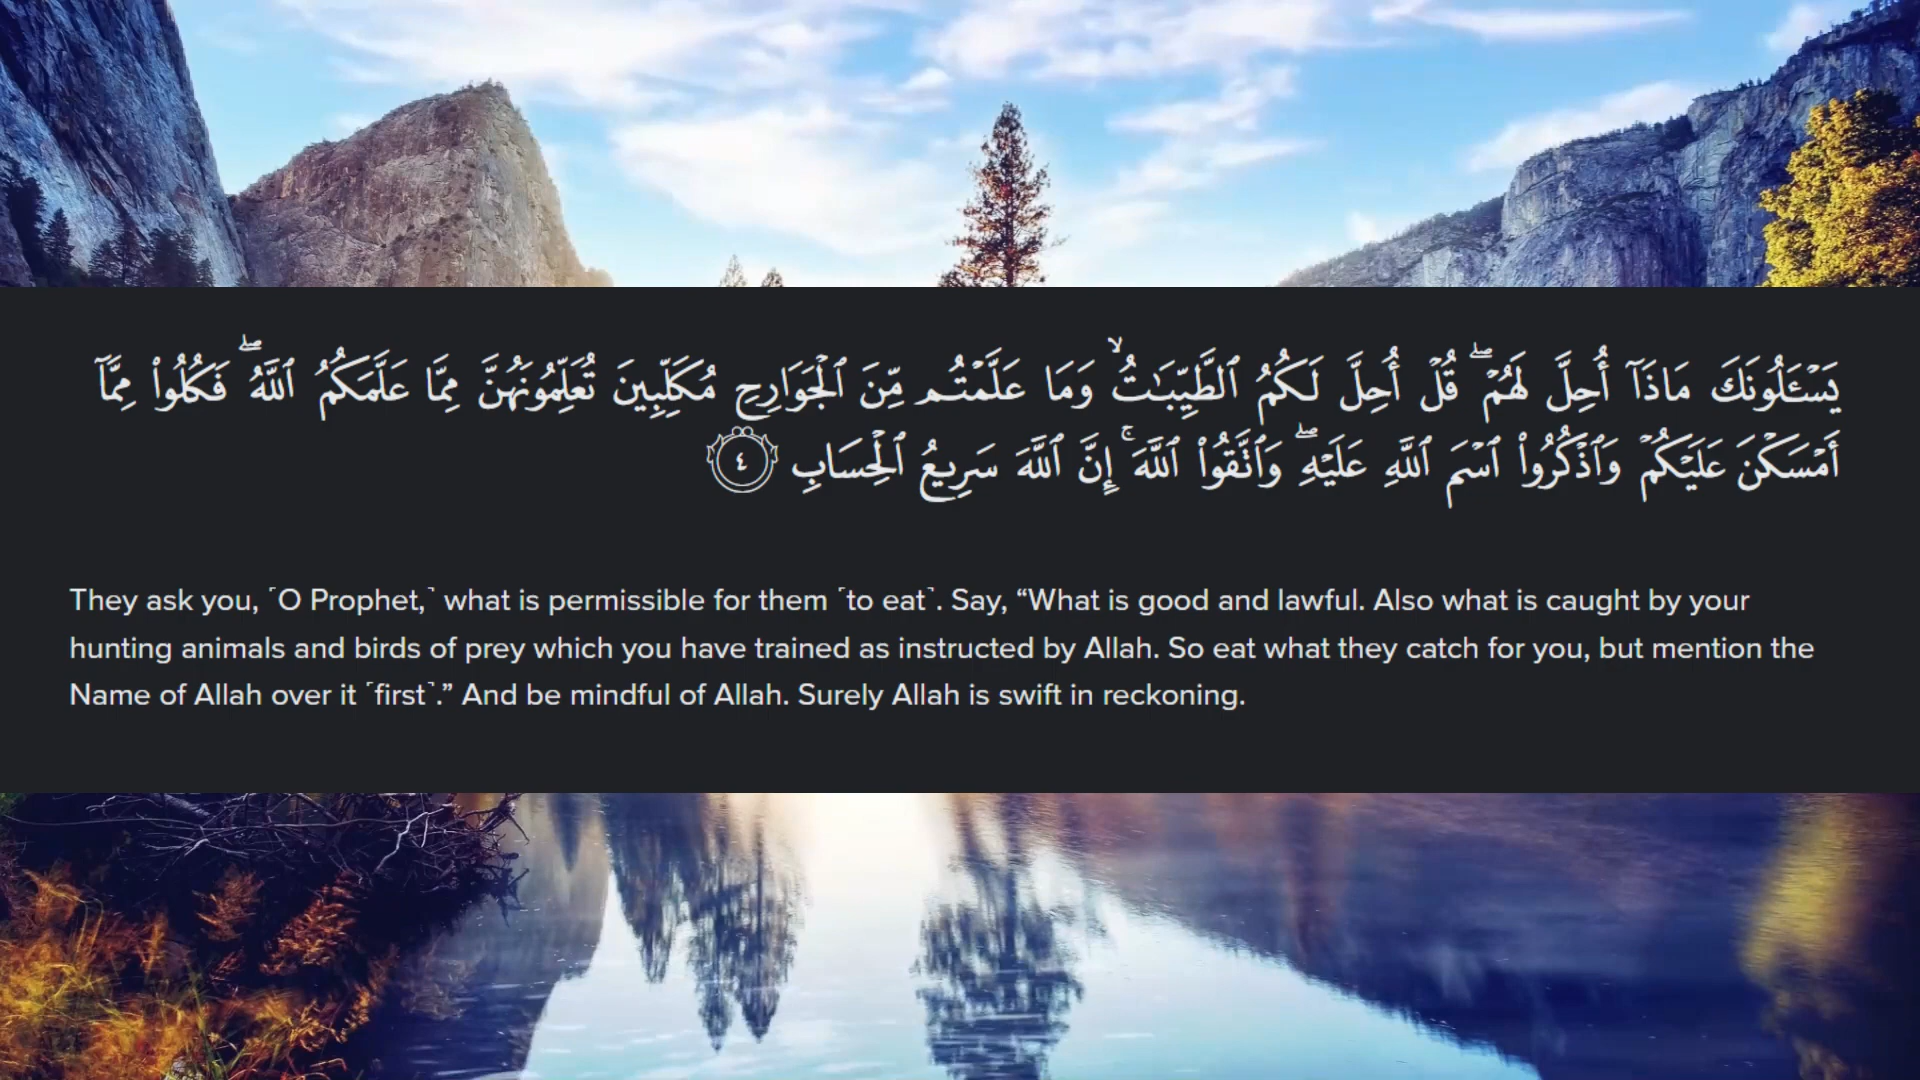 يَسْـَٔلُونَكَ مَاذَآ أُحِلَّ لَهُمْ ۖ قُلْ أُحِلَّ لَكُمُ ٱلطَّيِّبَـٰتُ ۙ وَمَا عَلَّمْتُم مِّنَ ٱلْجَوَارِحِ مُكَلِّبِينَ تُعَلِّمُونَهُنَّ مِمَّا عَلَّمَكُمُ ٱللَّهُ ۖ فَكُلُوا۟ مِمَّآ
أَمْسَكْنَ عَلَيْكُمْ وَٱذْكُرُوا۟ ٱسْمَ ٱللَّهِ عَلَيْهِ ۖ وَٱتَّقُوا۟ ٱللَّهَ ۚ إِنَّ ٱللَّهَ سَرِيعُ ٱلْحِسَابِ ٤
They ask you, ˹O Prophet,˺ what is permissible for them ˹to eat˺. Say, “What is good and lawful. Also what is caught by your
hunting animals and birds of prey which you have trained as instructed by Allah. So eat what they catch for you, but mention the
Name of Allah over it ˹first˺.” And be mindful of Allah. Surely Allah is swift in reckoning.